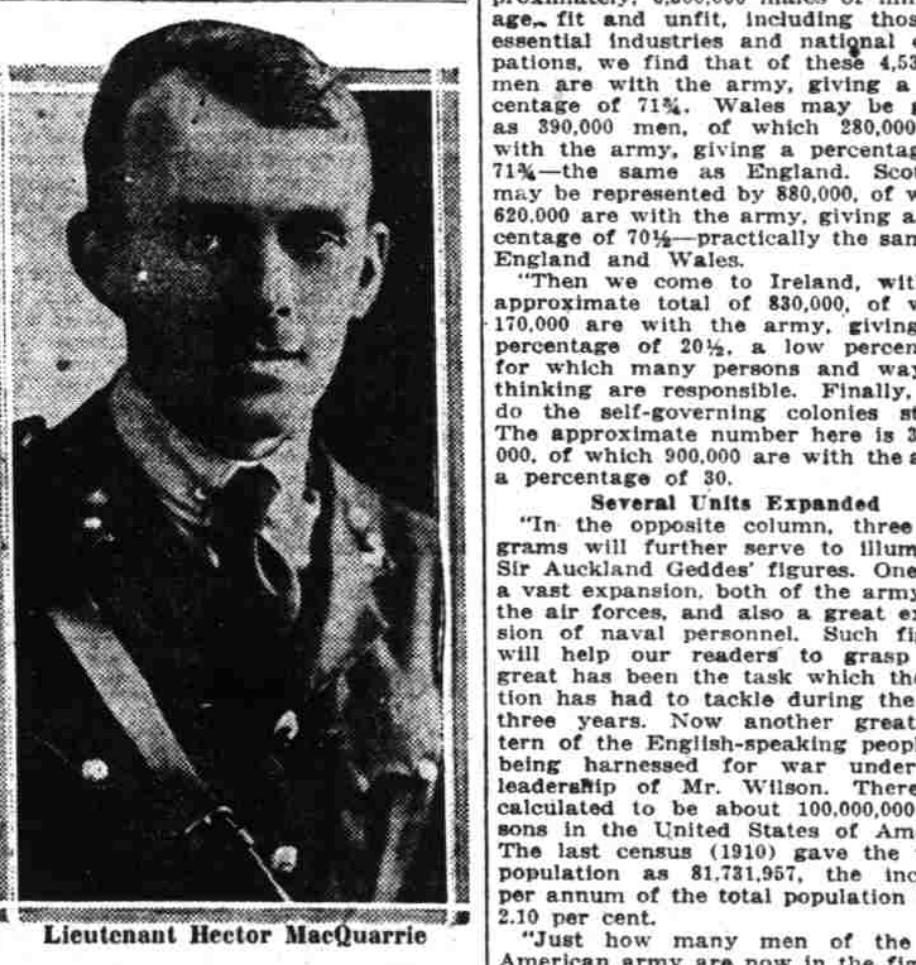 Lieutenant Hector MacQuarrie
age, fit and unfit, including
essential industries and national
pations, we find that of these
men are with the army, giving a
centage of 71¾. Wales may be
as 390,000 men, of which 280,000
with the army, giving a
71¾—the same as England.
may be represented by 880,000, of
620,000 are with the army, giving a
centage of 70½—practically the
England and Wales.
"Then we come to Ireland,
approximate total of 830,000, of
170,000 are with the army, giving
percentage of 20½, a low
for which many persons and
thinking are responsible. Finally,
do the self-governing colonies
The approximate number here is
000, of which 900,000 are with the
a percentage of 30.
Several Units Expanded
"In the opposite column, three
grams will further serve to
Sir Auckland Geddes' figures. One
a vast expansion, both of the army
the air forces, and also a great
sion of naval personnel. Such
will help our readers to grasp
great has been the task which
tion has had to tackle during the
three years. Now another great
tern of the English-speaking
being harnessed for war under
leadership of Mr. Wilson. There
calculated to be about 100,000,000
sons in the United States of
The last census (1910) gave the
population as 81,731,957, the
per annum of the total population
2.10 per cent.
"Just how many men of the
American army are now in the